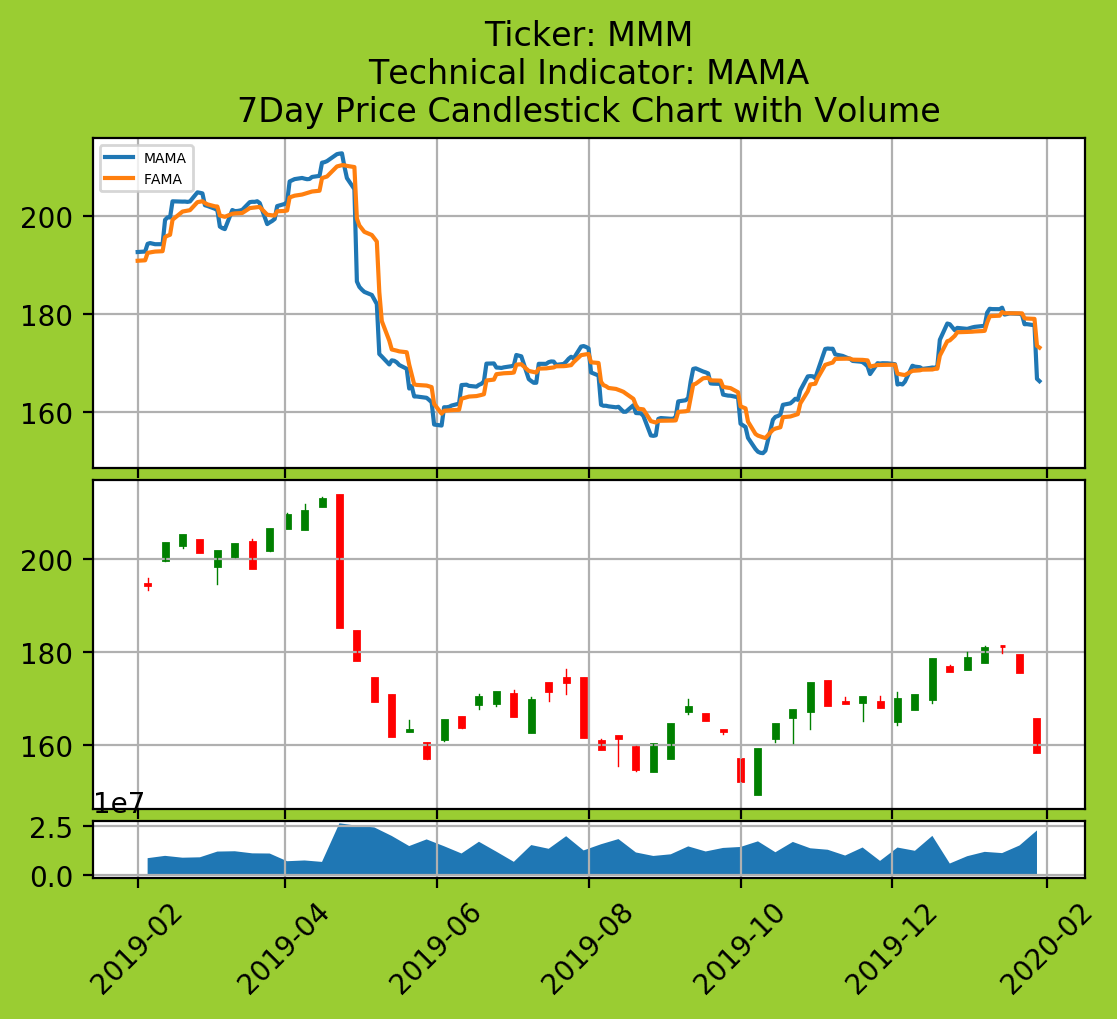 Ticker: MMM
Technical Indicator: MAMA
7Day Price Candlestick Chart with Volume
MAMA
FAMA
200
180
160
200
180
160
1e7
2.5
0.0
2019-02
2019-04
2019-06
2019-08
2019-10
2019-12
2020-02